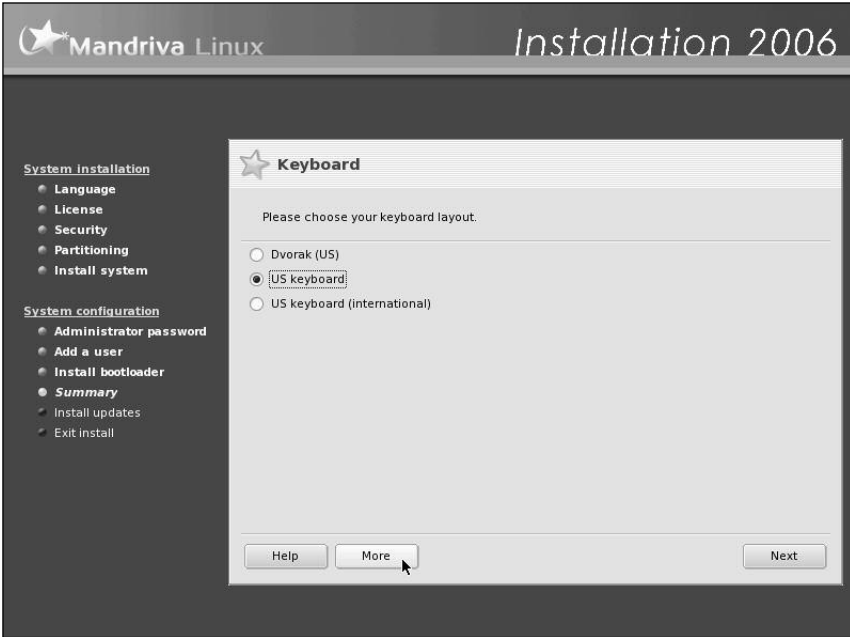 Mandriva Linux
Installation 2006
System installation
Language
License
Security
Partitioning
Install system
System configuration
Administrator password
Add a user
Install bootloader
Summary
Install updates
Exit install
Keyboard
Please choose your keyboard layout.
Dvorak (US)
US keyboard
US keyboard (international)
Help
More
Next